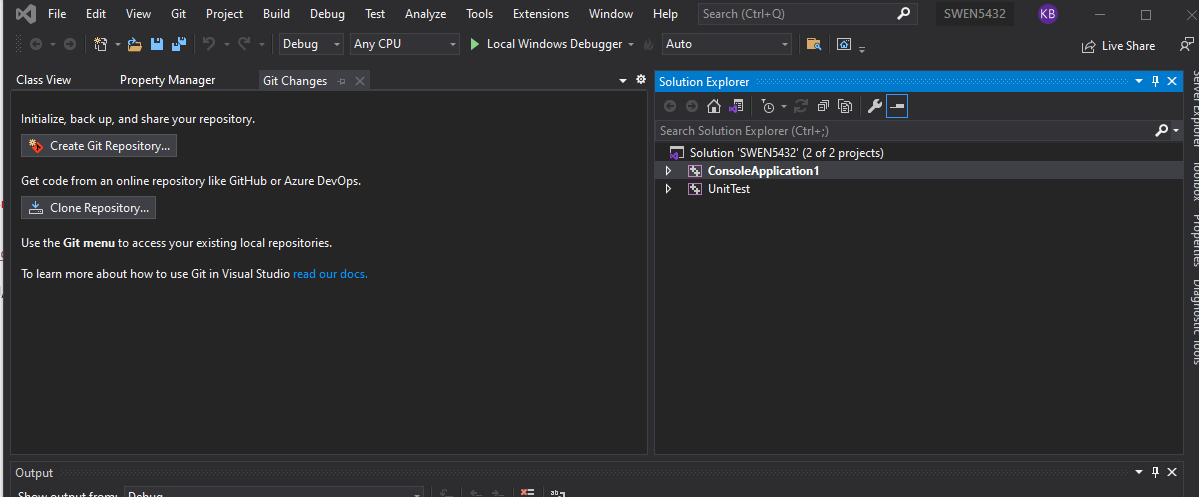 File Edit View Git Project Build Debug Test Analyze Tools Extensions Window Help Search (Ctrl+Q) SWEN5432 KB
Debug Any CPU Local Windows Debugger Auto Live Share
Class View Property Manager Git Changes
Initialize, back up, and share your repository.
Create Git Repository...
Get code from an online repository like GitHub or Azure DevOps.
Clone Repository...
Use the Git menu to access your existing local repositories.
To learn more about how to use Git in Visual Studio read our docs.
Solution Explorer
Search Solution Explorer (Ctrl+;)
Solution 'SWEN5432' (2 of 2 projects)
ConsoleApplication1
UnitTest
Server Explorer
Toolbox
Properties
Diagnostic Tools
Output
Show output from: Debug